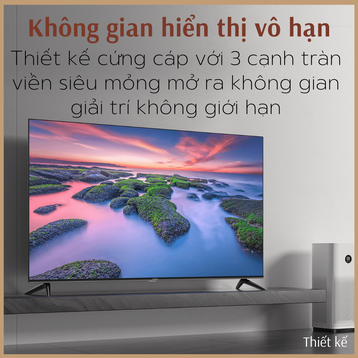 Không gian hiển thị vô hạn
Thiết kế cứng cáp với 3 cạnh tràn
viền siêu mỏng mở ra không gian
giải trí không giới hạn
Thiết kế